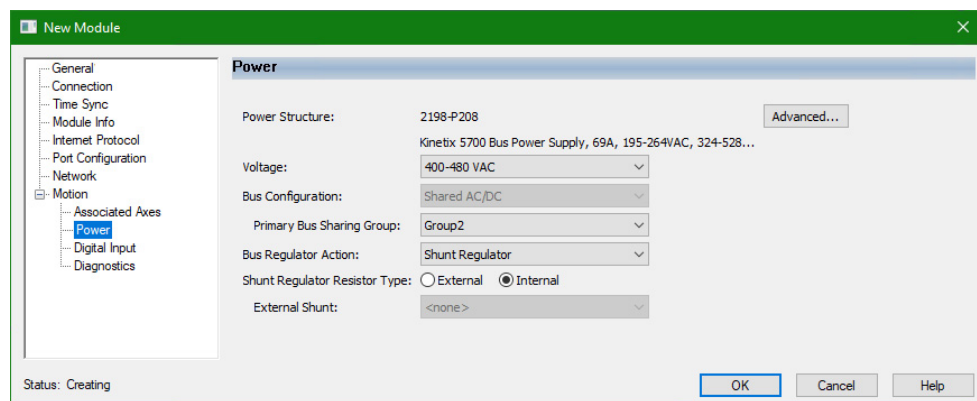 New Module
General
Connection
Time Sync
Module Info
Internet Protocol
Port Configuration
Network
Motion
Associated Axes
Power
Digital Input
Diagnostics
Power
Power Structure: 2198-P208 Advanced...
Kinetix 5700 Bus Power Supply, 69A, 195-264VAC, 324-528...
Voltage: 400-480 VAC
Bus Configuration: Shared AC/DC
Primary Bus Sharing Group: Group2
Bus Regulator Action: Shunt Regulator
Shunt Regulator Resistor Type: External Internal
External Shunt: <none>
Status: Creating OK Cancel Help